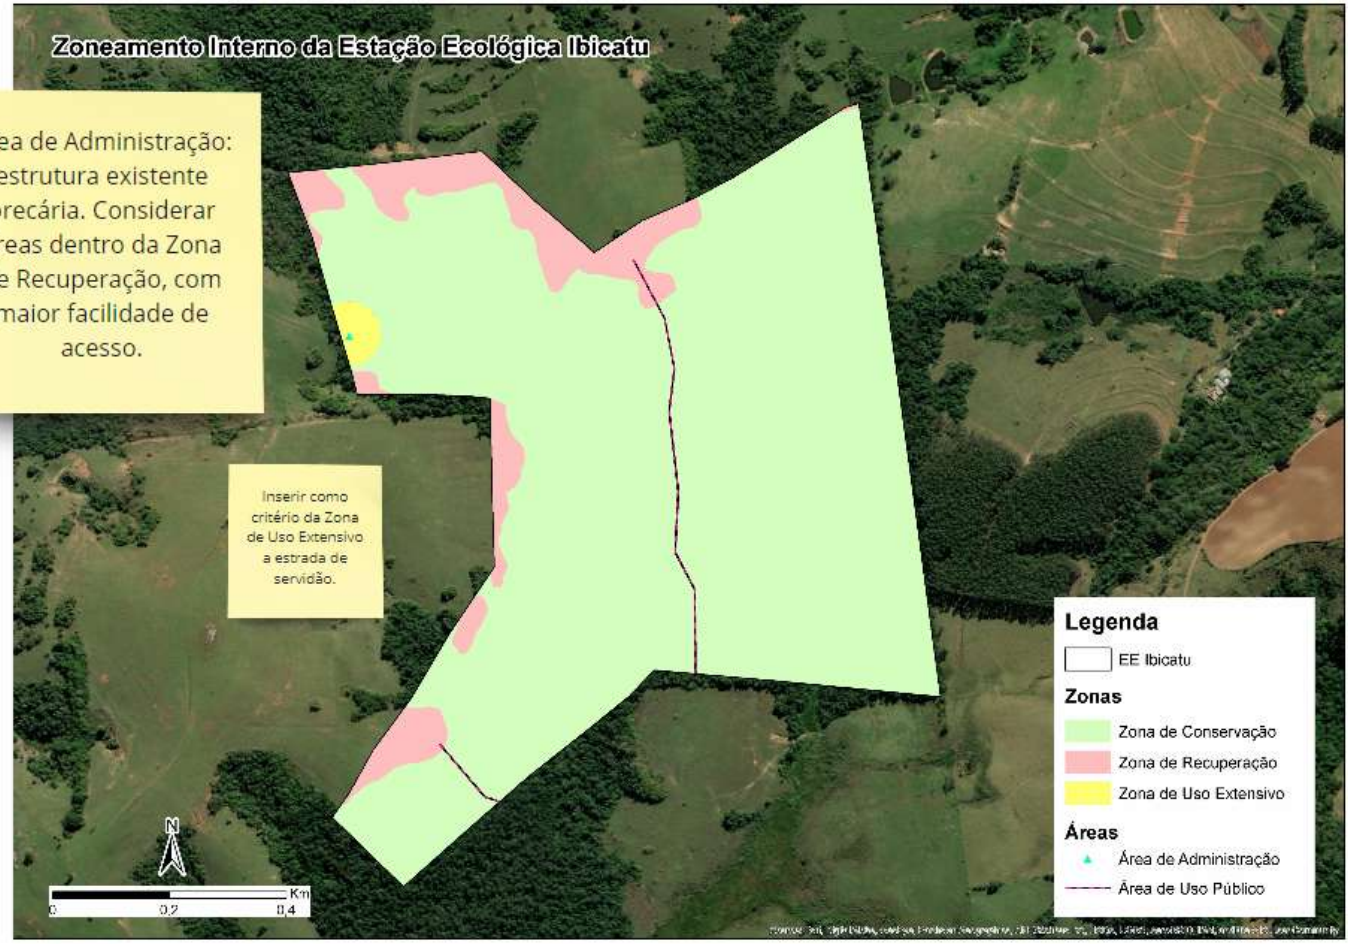 Zoneamento Interno da Estação Ecológica Ibicatu
ea de Administração:
estrutura existente
precária. Considerar
reas dentro da Zona
e Recuperação, com
maior facilidade de
acesso.
Inserir como
critério da Zona
de Uso Extensivo
a estrada de
servidão.
Legenda
EE Ibicatu
Zonas
Zona de Conservação
Zona de Recuperação
Zona de Uso Extensivo
Áreas
Área de Administração
Área de Uso Público
N
Km
0 0,2 0,4